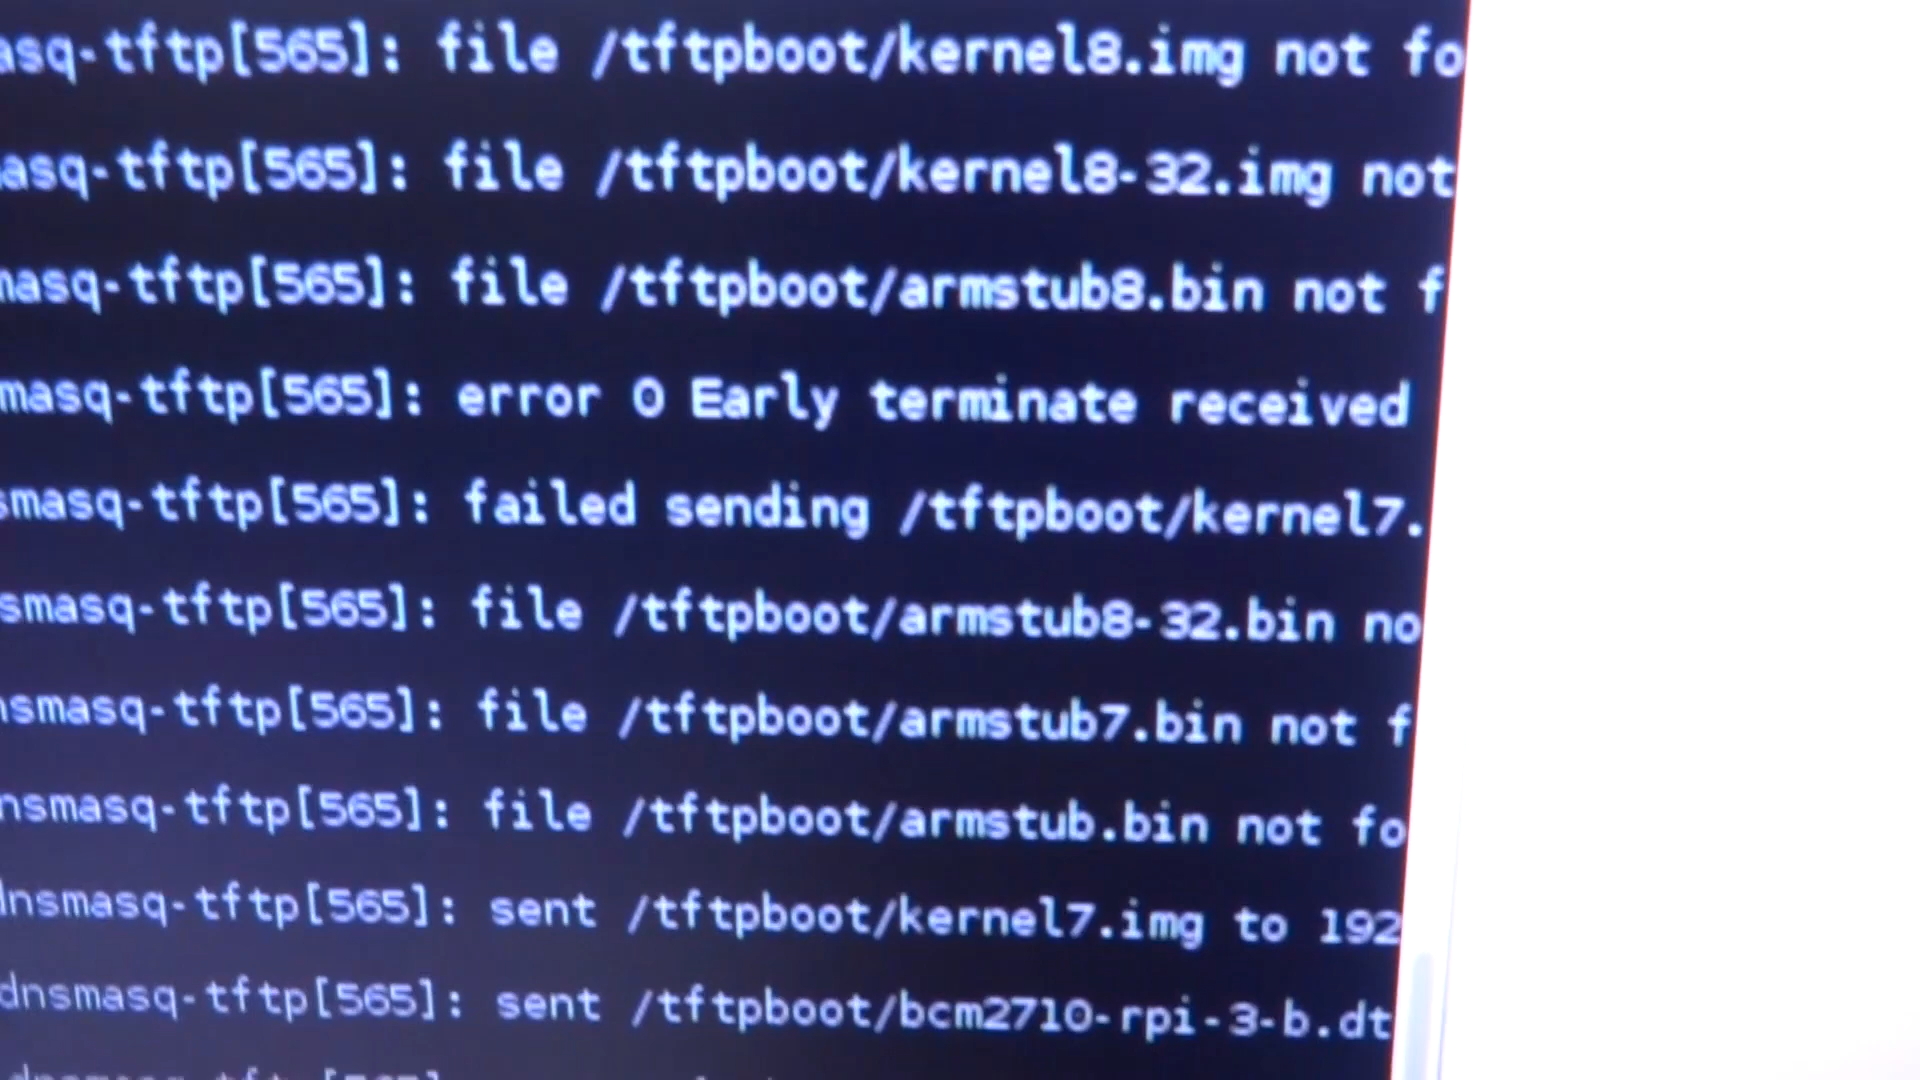 asq-tftp[565]: file /tftpboot/kernel8.img not fo
asq-tftp[565]: file /tftpboot/kernel8-32.img not
masq-tftp[565]: file /tftpboot/armstub8.bin not f
masq-tftp[565]: error 0 Early terminate received
smasq-tftp[565]: failed sending /tftpboot/kernel7.
smasq-tftp[565]: file /tftpboot/armstub8-32.bin no
nsmasq-tftp[565]: file /tftpboot/armstub7.bin not f
nsmasq-tftp[565]: file /tftpboot/armstub.bin not fo
dnsmasq-tftp[565]: sent /tftpboot/kernel7.img to 192
dnsmasq-tftp[565]: sent /tftpboot/bcm2710-rpi-3-b.dt